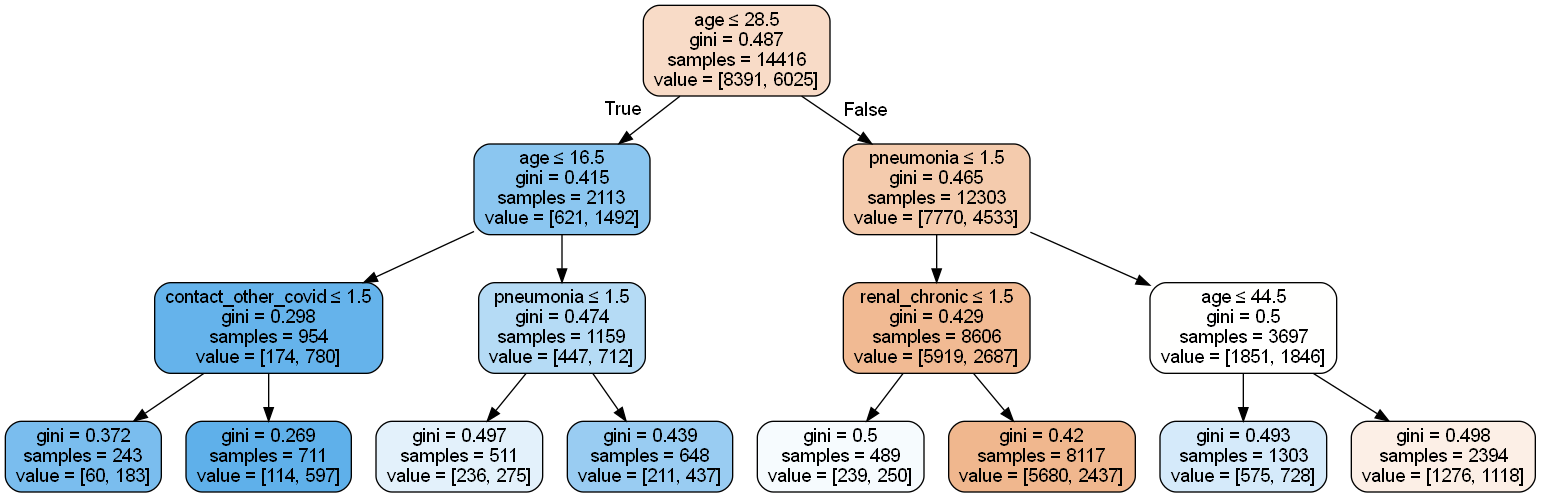 age ≤ 28.5
gini = 0.487
samples = 14416
value = [8391, 6025]
True
False
age ≤ 16.5
gini = 0.415
samples = 2113
value = [621, 1492]
pneumonia ≤ 1.5
gini = 0.465
samples = 12303
value = [7770, 4533]
contact_other_covid ≤ 1.5
gini = 0.298
samples = 954
value = [174, 780]
pneumonia ≤ 1.5
gini = 0.474
samples = 1159
value = [447, 712]
renal_chronic ≤ 1.5
gini = 0.429
samples = 8606
value = [5919, 2687]
age ≤ 44.5
gini = 0.5
samples = 3697
value = [1851, 1846]
gini = 0.372
samples = 243
value = [60, 183]
gini = 0.269
samples = 711
value = [114, 597]
gini = 0.497
samples = 511
value = [236, 275]
gini = 0.439
samples = 648
value = [211, 437]
gini = 0.5
samples = 489
value = [239, 250]
gini = 0.42
samples = 8117
value = [5680, 2437]
gini = 0.493
samples = 1303
value = [575, 728]
gini = 0.498
samples = 2394
value = [1276, 1118]